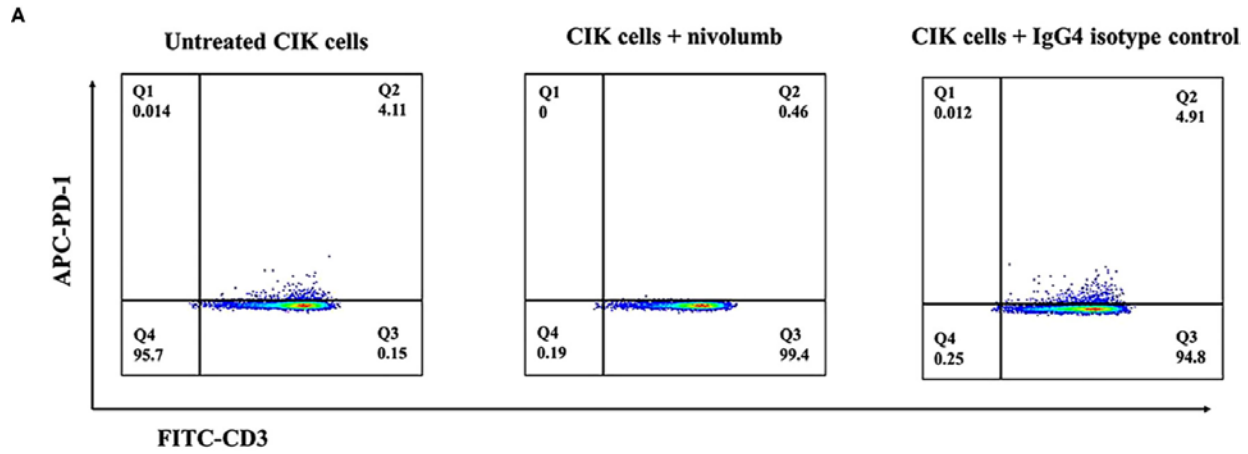 A
Untreated CIK cells
CIK cells + nivolumb
CIK cells + IgG4 isotype control
APC-PD-1
Q1
0.014
Q2
4.11
Q4
95.7
Q3
0.15
Q1
0
Q2
0.46
Q4
0.19
Q3
99.4
Q1
0.012
Q2
4.91
Q4
0.25
Q3
94.8
FITC-CD3